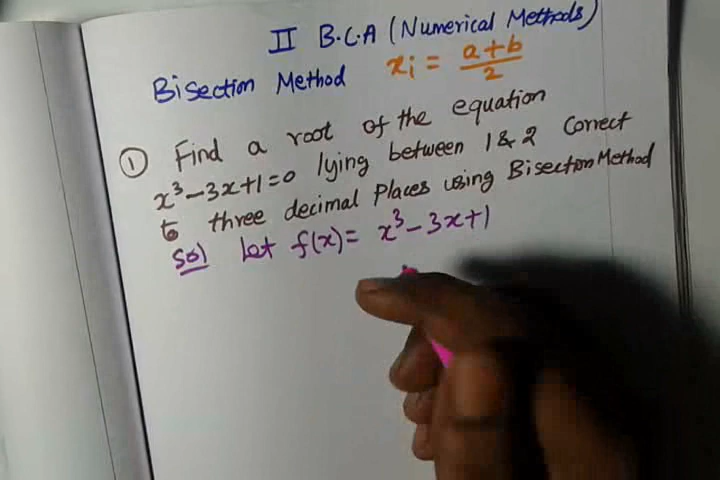 II B.C.A (Numerical Methods)
Bisection Method xi = a+b/2
① Find a root of the equation
x³-3x+1=0 lying between 1 & 2 correct
to three decimal places using Bisection Method
Sol let f(x)= x³-3x+1